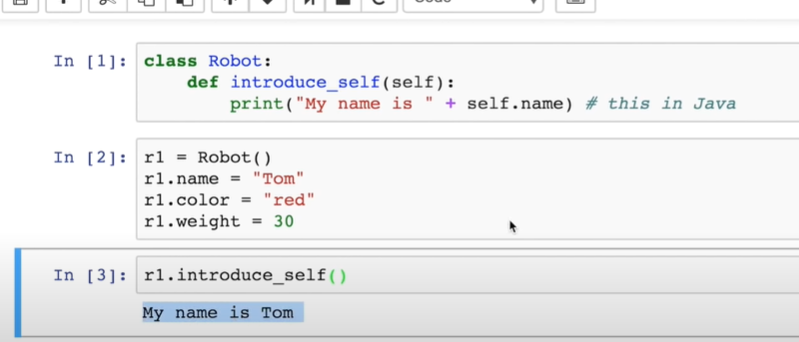 In [1]: class Robot:
def introduce_self(self):
print("My name is " + self.name) # this in Java
In [2]: r1 = Robot()
r1.name = "Tom"
r1.color = "red"
r1.weight = 30
In [3]: r1.introduce_self()
My name is Tom